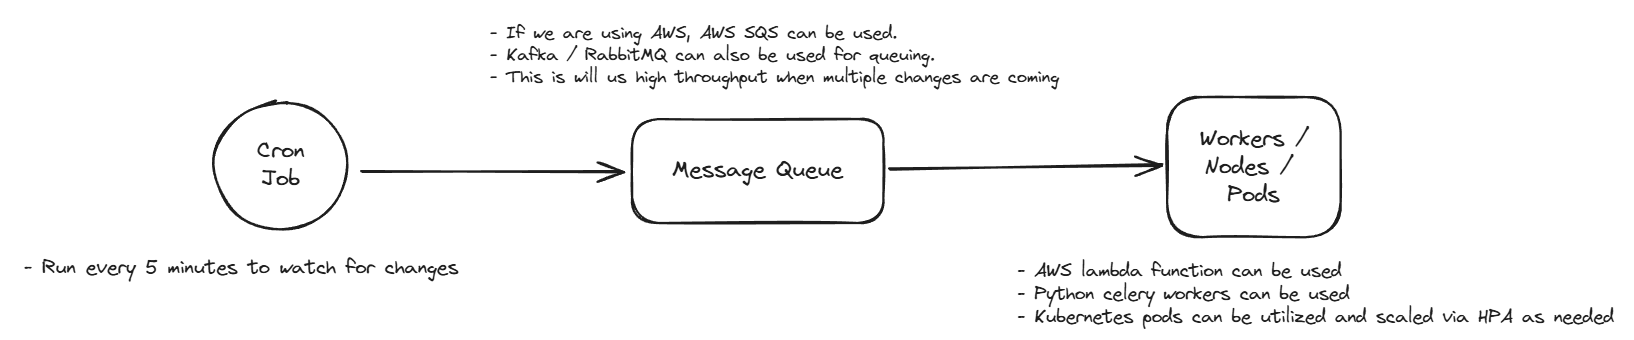 - If we are using AWS, AWS SQS can be used.
- Kafka / RabbitMQ can also be used for queuing.
- This is will us high throughput when multiple changes are coming
Cron
Job
Message Queue
Workers /
Nodes /
Pods
- Run every 5 minutes to watch for changes
- AWS lambda function can be used
- Python celery workers can be used
- Kubernetes pods can be utilized and scaled via HPA as needed